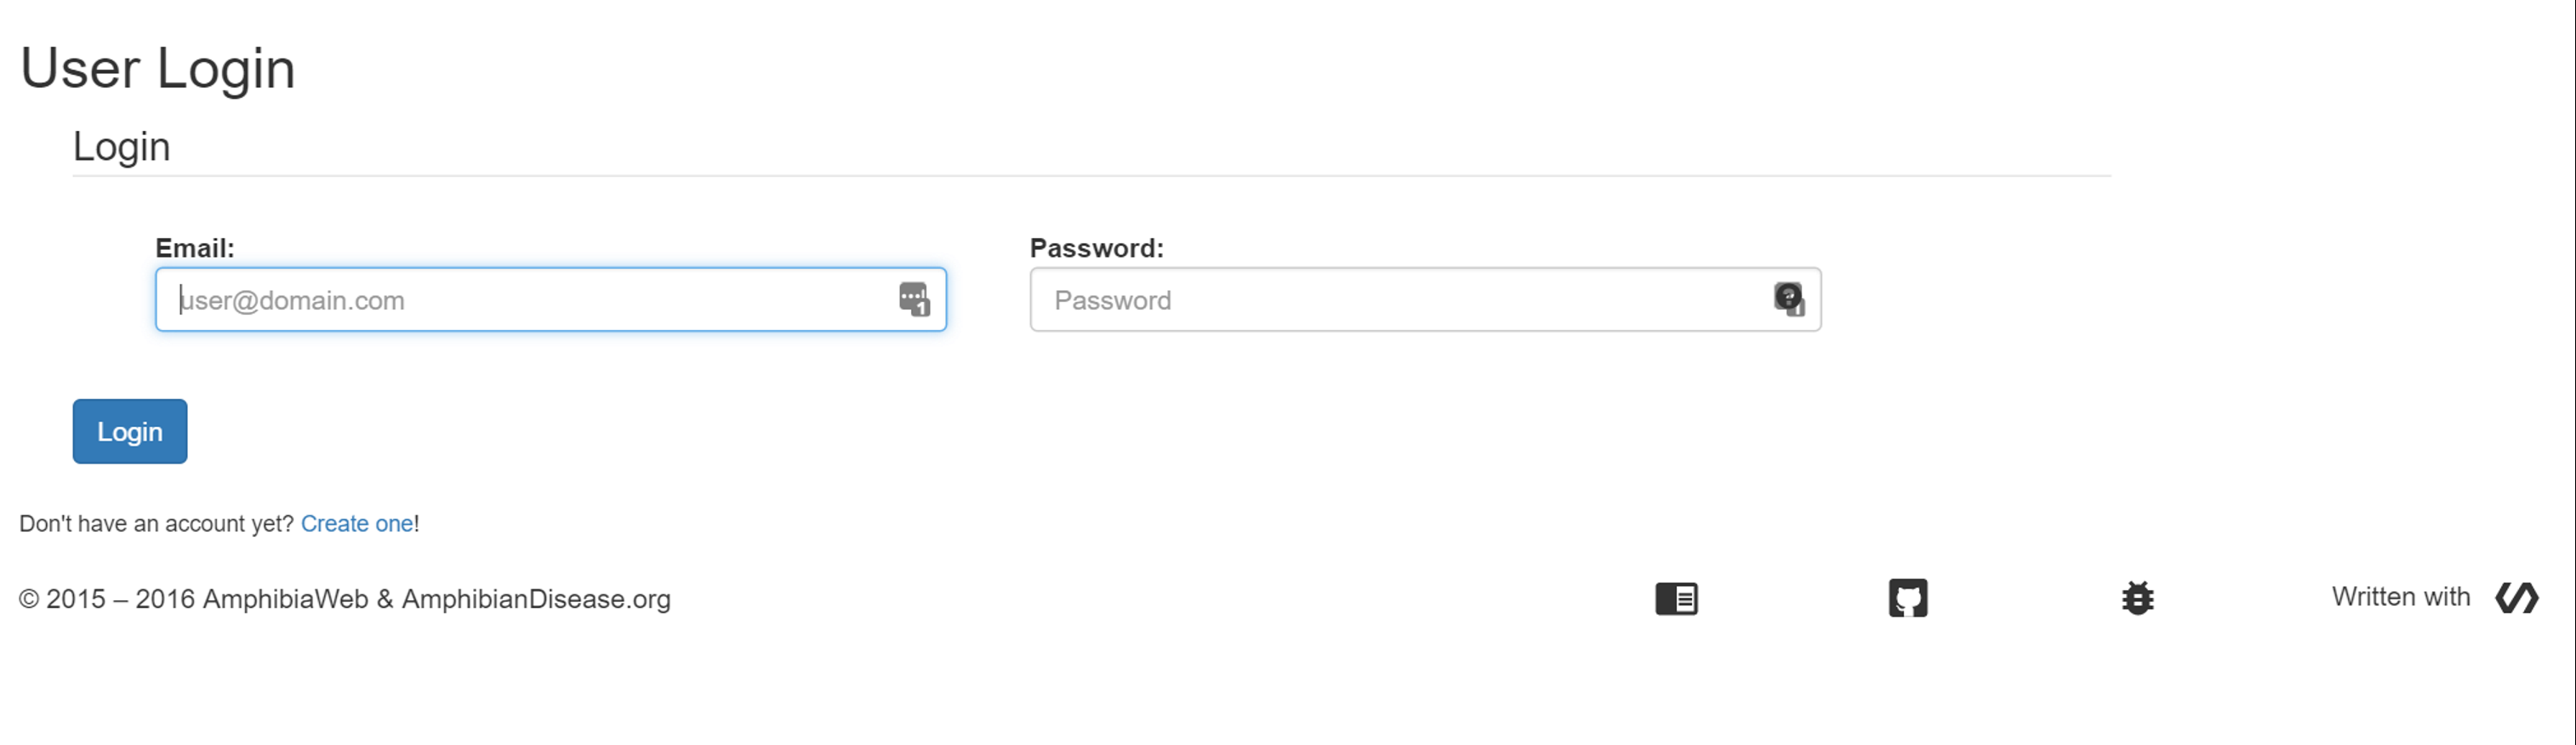 User Login
Login
Email:
Password:
user@domain.com
Password
Login
Don't have an account yet? Create one!
© 2015 – 2016 AmphibiaWeb & AmphibianDisease.org
Written with